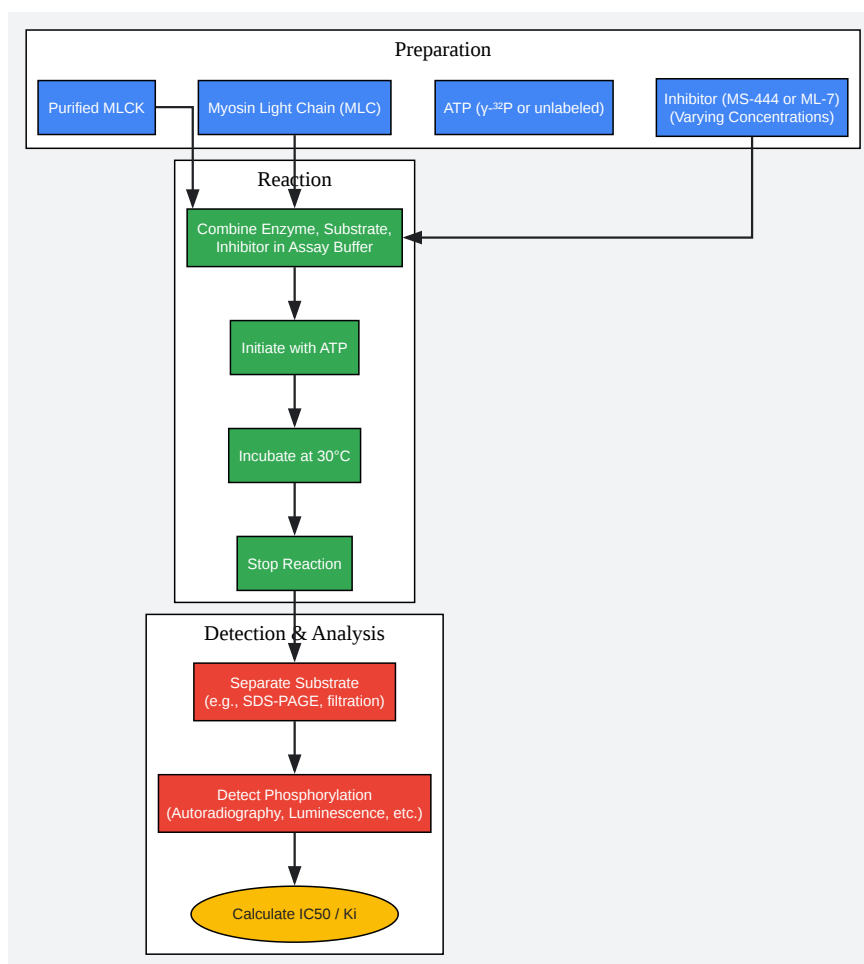 Preparation
Purified MLCK
Myosin Light Chain (MLC)
ATP (γ-³²P or unlabeled)
Inhibitor (MS-444 or ML-7)
(Varying Concentrations)
Reaction
Combine Enzyme, Substrate,
Inhibitor in Assay Buffer
Initiate with ATP
Incubate at 30°C
Stop Reaction
Detection & Analysis
Separate Substrate
(e.g., SDS-PAGE, filtration)
Detect Phosphorylation
(Autoradiography, Luminescence, etc.)
Calculate IC50 / Ki